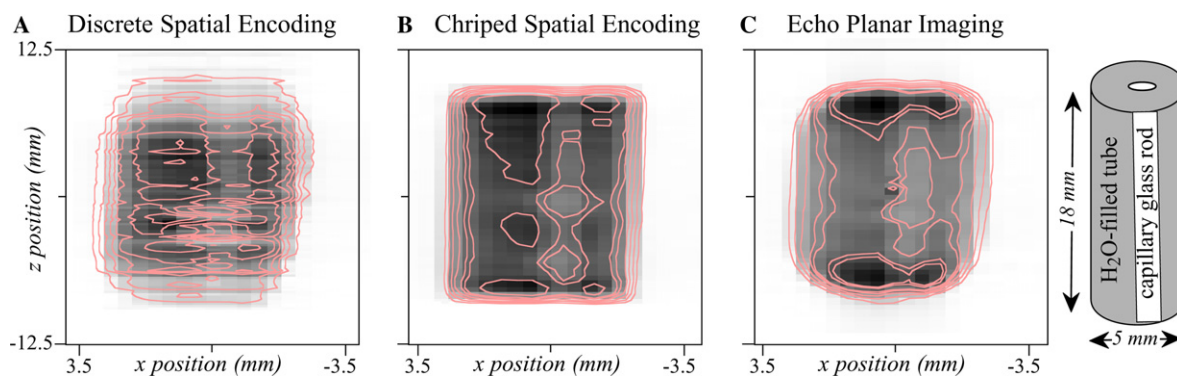 A Discrete Spatial Encoding
B Chriped Spatial Encoding
C Echo Planar Imaging
12.5
z position (mm)
-12.5
3.5 x position (mm) -3.5
3.5 x position (mm) -3.5
3.5 x position (mm) -3.5
18 mm
H2O-filled tube
capillary glass rod
5 mm